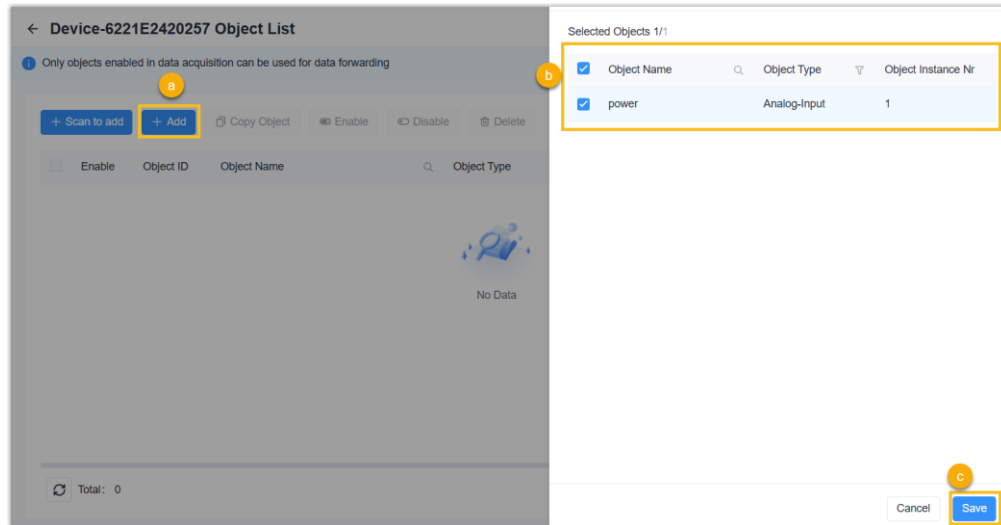 ← Device-6221E2420257 Object List
Only objects enabled in data acquisition can be used for data forwarding
a
+ Scan to add + Add Copy Object Enable Disable Delete
Enable Object ID Object Name Object Type
No Data
Total: 0
Selected Objects 1/1
b
Object Name Object Type Object Instance Nr
power Analog-Input 1
c
Cancel Save